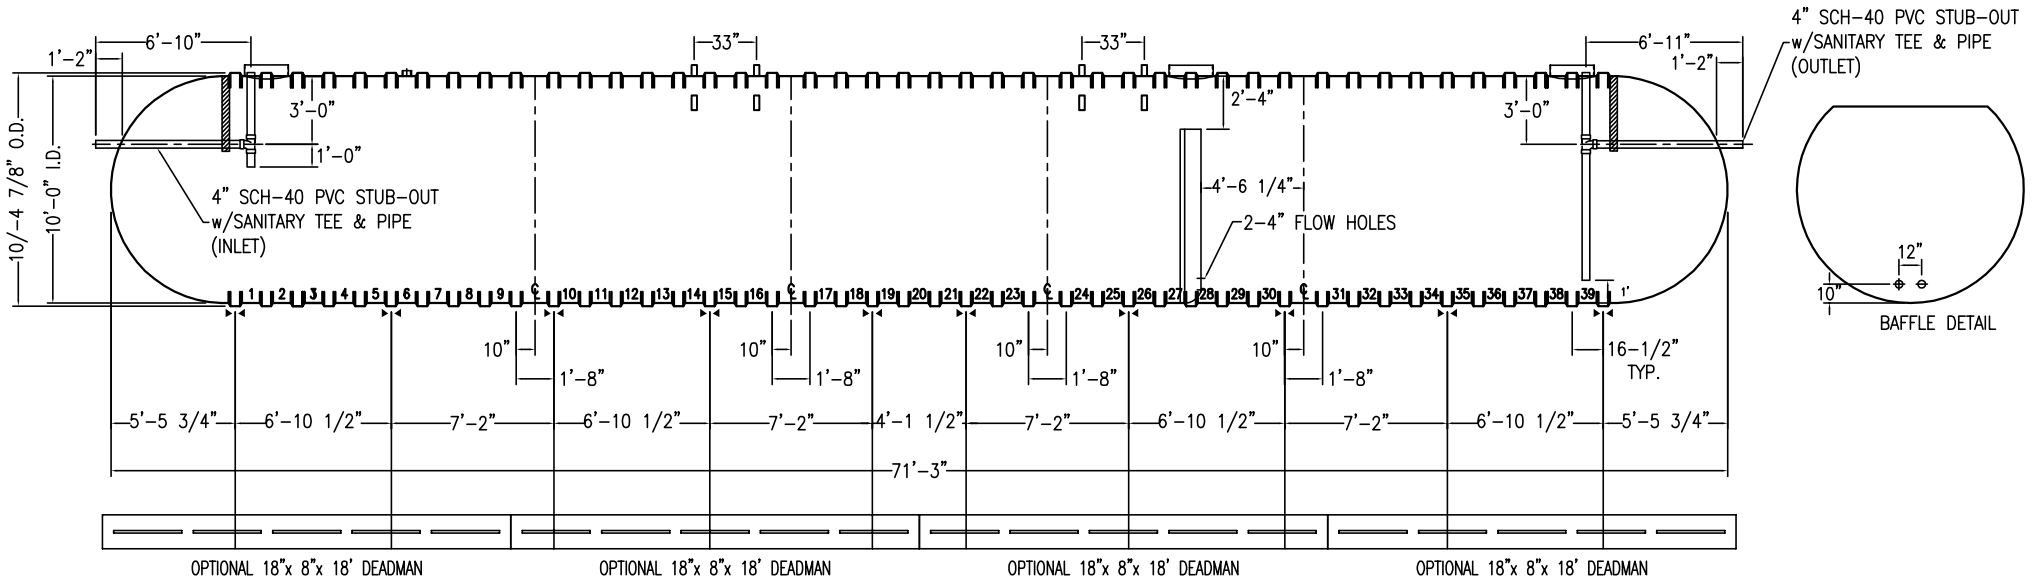 4" SCH-40 PVC STUB-OUT
w/SANITARY TEE & PIPE
(OUTLET)
6'-10"
1'-2"
33"
33"
6'-11"
1'-2"
3'-0"
1'-0"
2'-4"
3'-0"
10/-4 7/8" O.D.
10'-0" I.D.
4" SCH-40 PVC STUB-OUT
w/SANITARY TEE & PIPE
(INLET)
4'-6 1/4"
2-4" FLOW HOLES
12"
10"
BAFFLE DETAIL
1 2 3 4 5 6 7 8 9 ℄ 10 11 12 13 14 15 16 ℄ 17 18 19 20 21 22 23 ℄ 24 25 26 27 28 29 30 ℄ 31 32 33 34 35 36 37 38 39 1'
10" 10" 10" 10" 16-1/2"
TYP.
1'-8" 1'-8" 1'-8" 1'-8"
5'-5 3/4" 6'-10 1/2" 7'-2" 6'-10 1/2" 7'-2" 4'-1 1/2" 7'-2" 6'-10 1/2" 7'-2" 6'-10 1/2" 5'-5 3/4"
71'-3"
OPTIONAL 18"x 8"x 18' DEADMAN OPTIONAL 18"x 8"x 18' DEADMAN OPTIONAL 18"x 8"x 18' DEADMAN OPTIONAL 18"x 8"x 18' DEADMAN